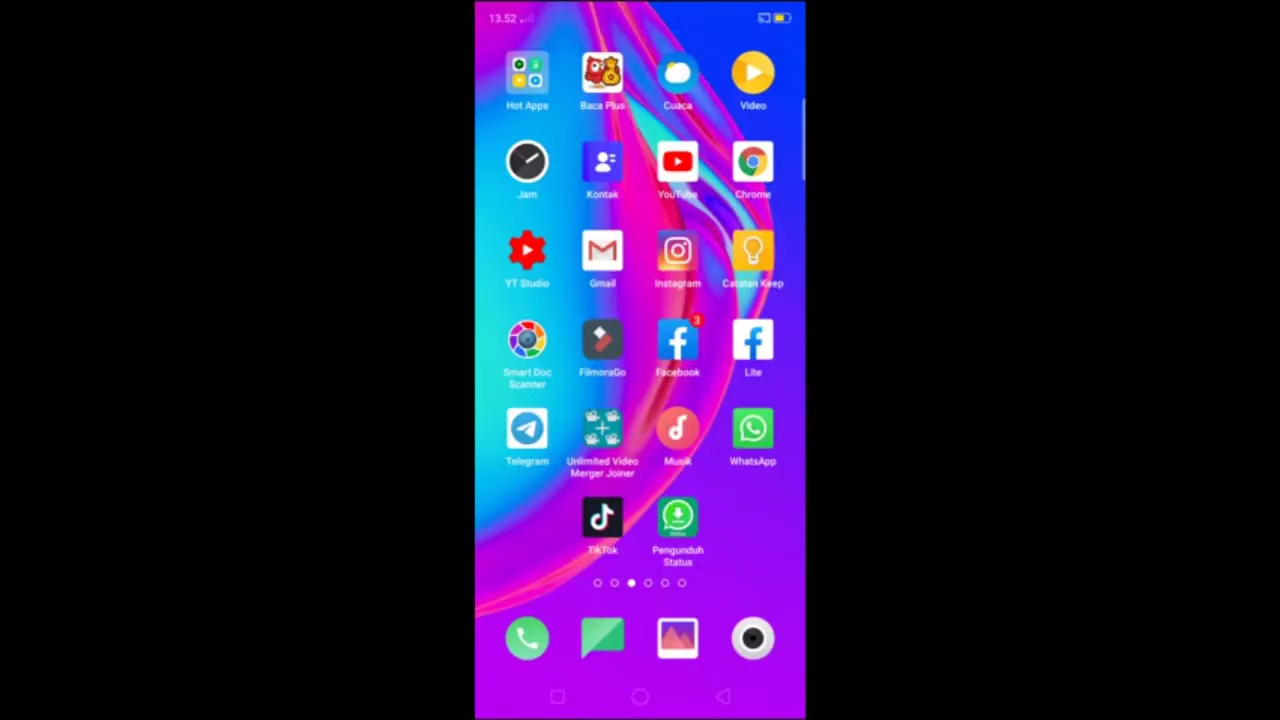 13.52
Hot Apps
Baca Plus
Cuaca
Video
Jam
Kontak
YouTube
Chrome
YT Studio
Gmail
Instagram
Catatan Keep
3
Smart Doc
Scanner
FilmoraGo
Facebook
Lite
Telegram
Unlimited Video
Merger Joiner
Musik
WhatsApp
TikTok
Pengunduh
Status